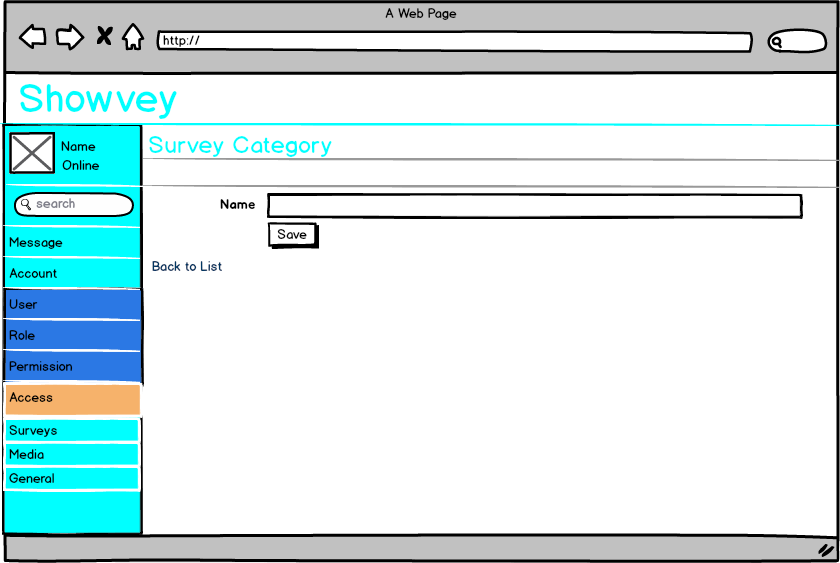 A Web Page
http://
Showvey
Name
Online
Survey Category
search
Name
Save
Message
Back to List
Account
User
Role
Permission
Access
Surveys
Media
General